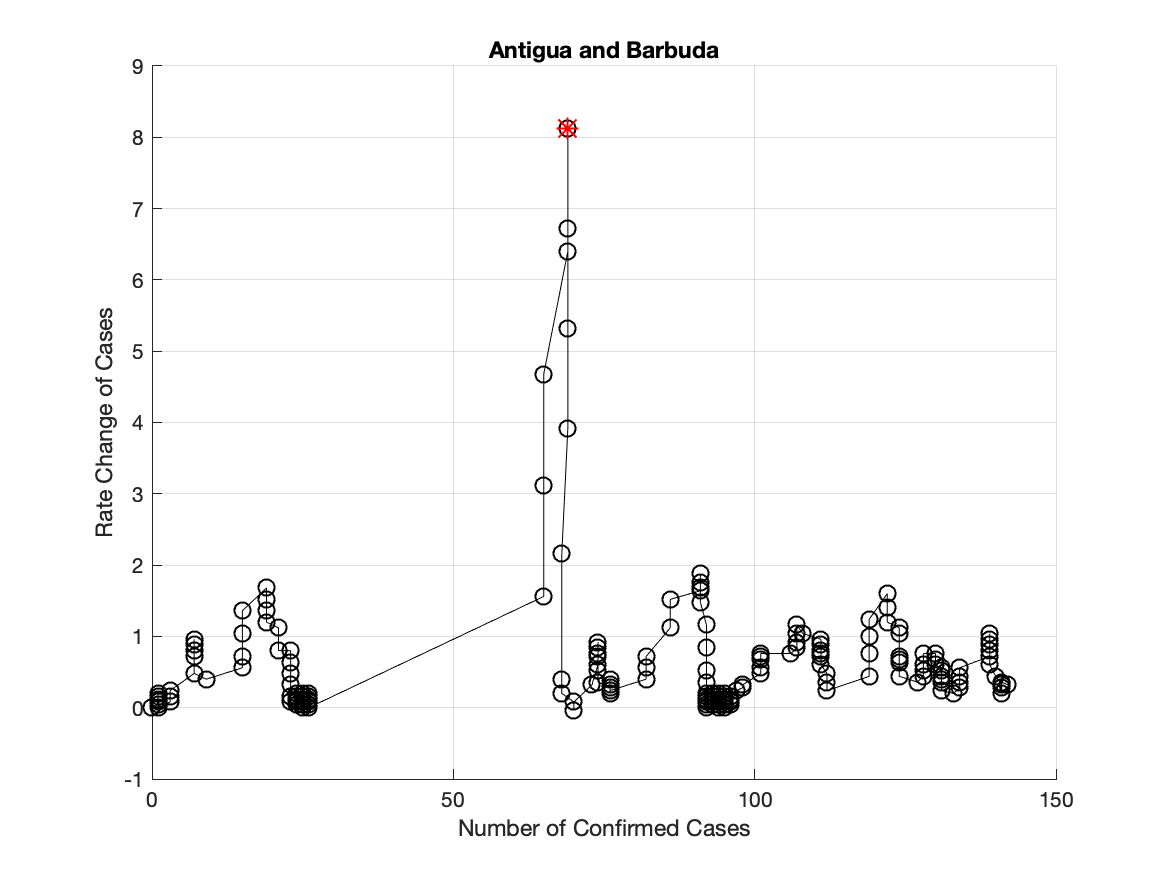 Antigua and Barbuda
9
8
7
6
5
4
3
2
1
0
-1
Rate Change of Cases
0 50 100 150
Number of Confirmed Cases